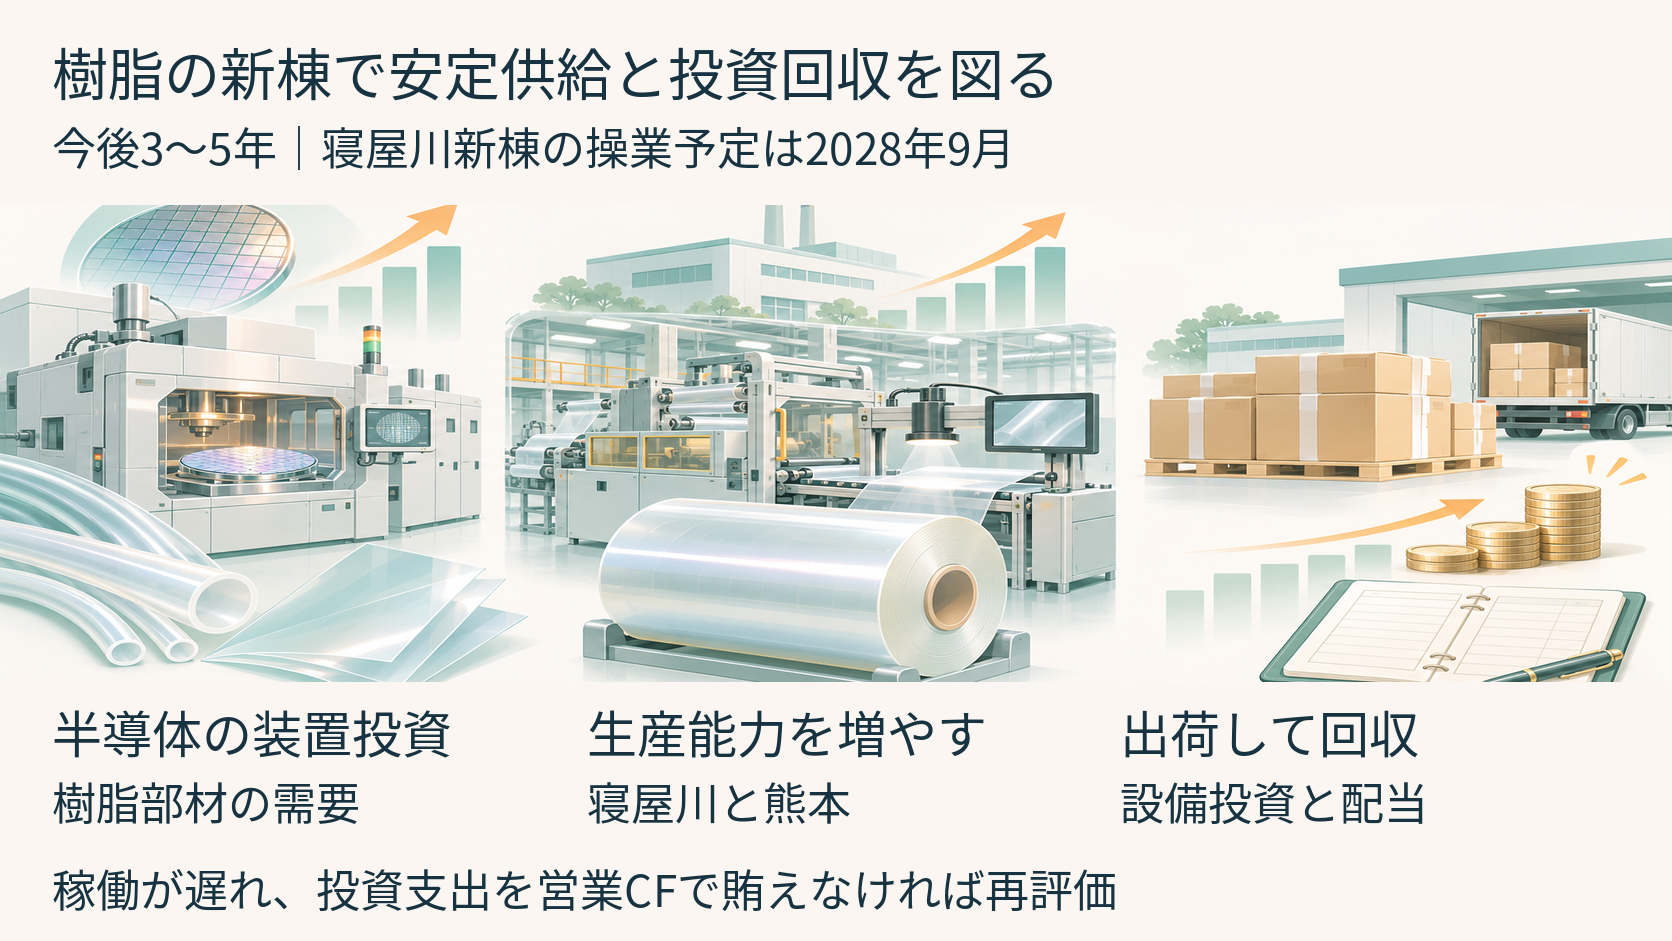 樹脂の新棟で安定供給と投資回収を図る
今後3〜5年｜寝屋川新棟の操業予定は2028年9月
半導体の装置投資
樹脂部材の需要
生産能力を増やす
寝屋川と熊本
出荷して回収
設備投資と配当
稼働が遅れ、投資支出を営業CFで賄えなければ再評価